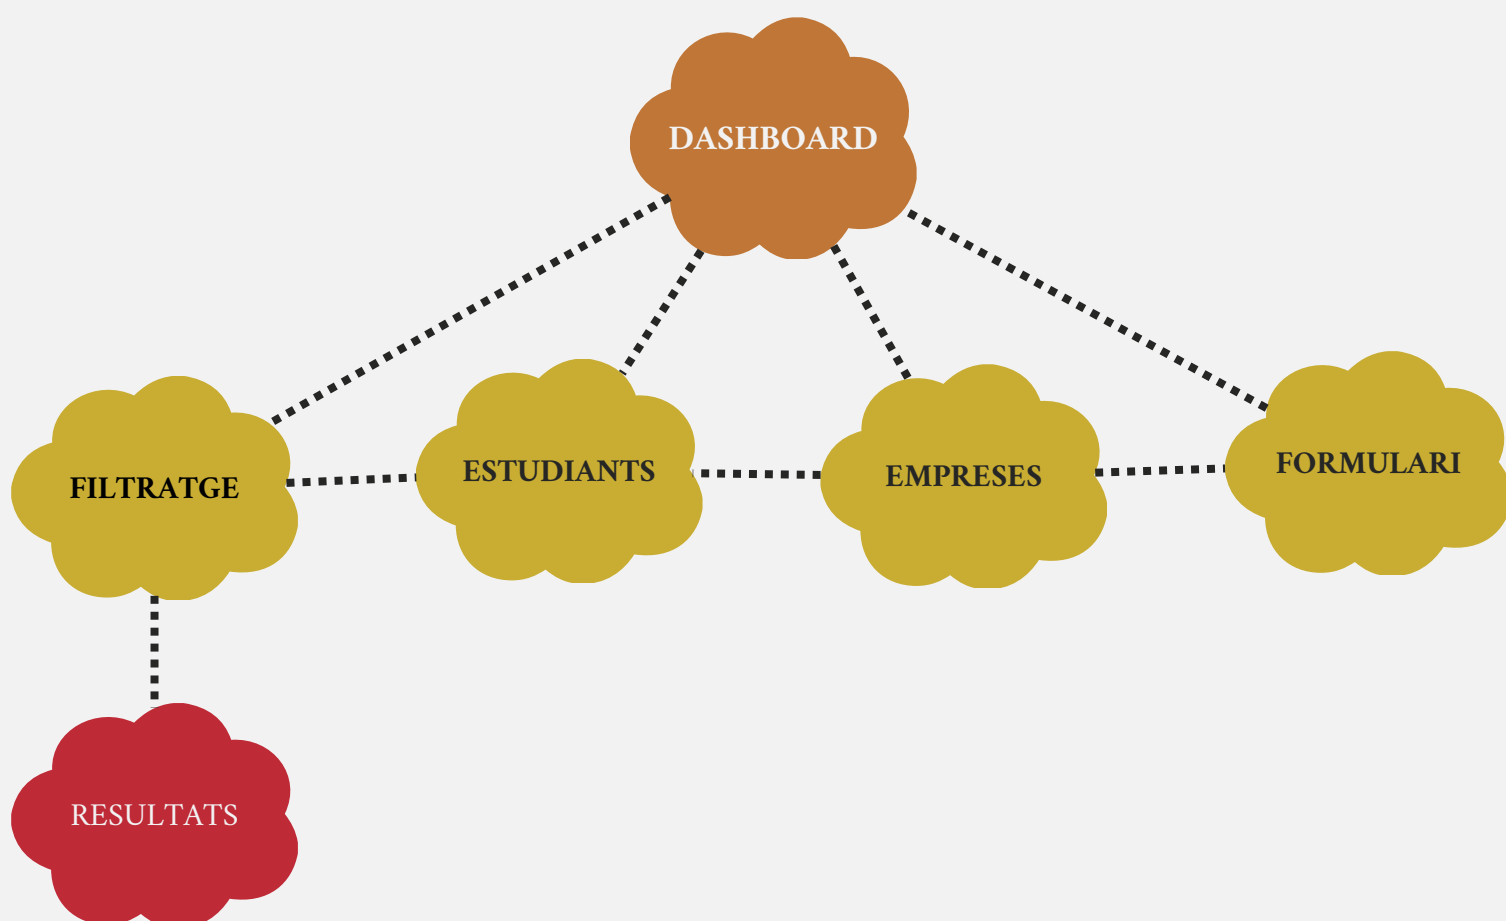 DASHBOARD
FILTRATGE
ESTUDIANTS
EMPRESES
FORMULARI
RESULTATS